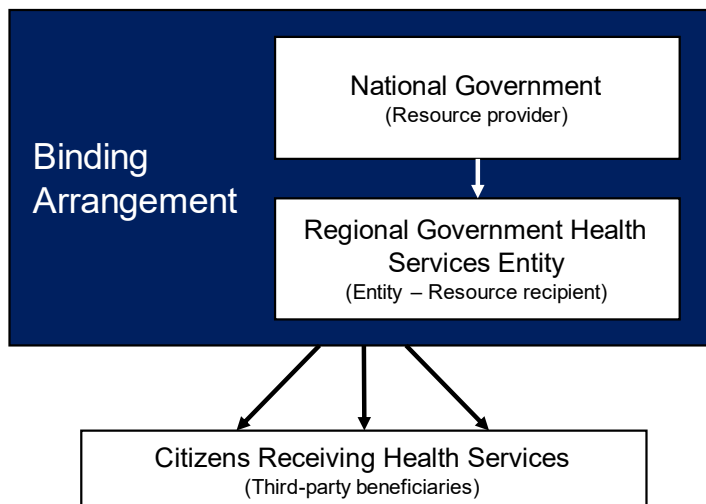 National Government
(Resource provider)
Binding
Arrangement
Regional Government Health
Services Entity
(Entity – Resource recipient)
Citizens Receiving Health Services
(Third-party beneficiaries)